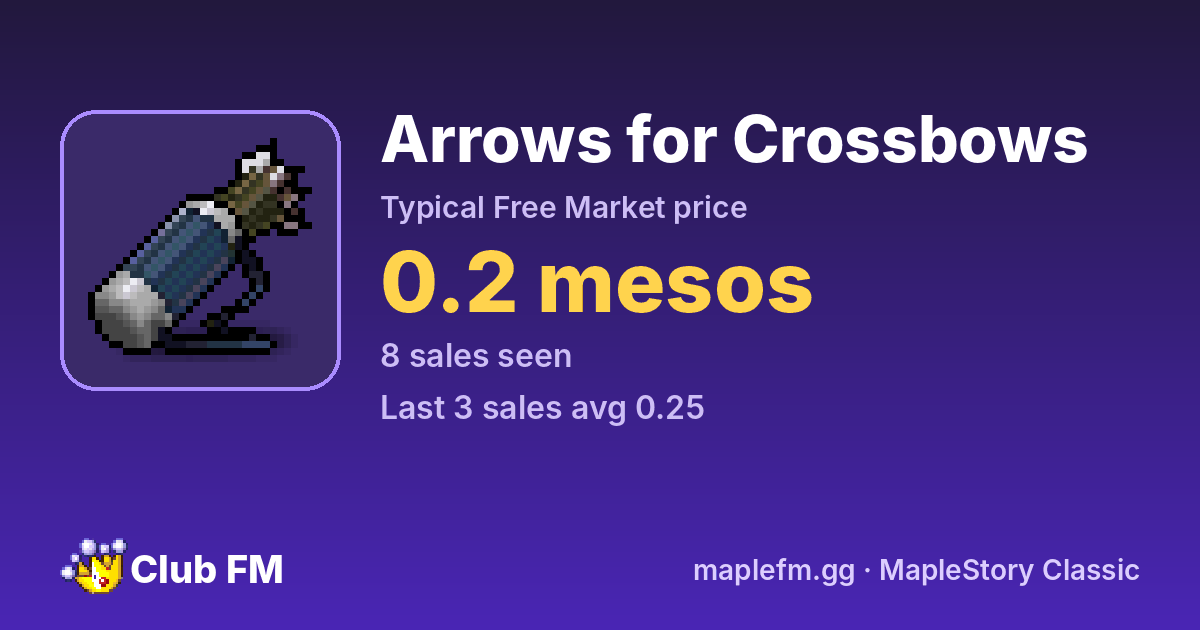 Arrows for Crossbows
Typical Free Market price
0.2 mesos
8 sales seen
Last 3 sales avg 0.25
Club FM
maplefm.gg · MapleStory Classic